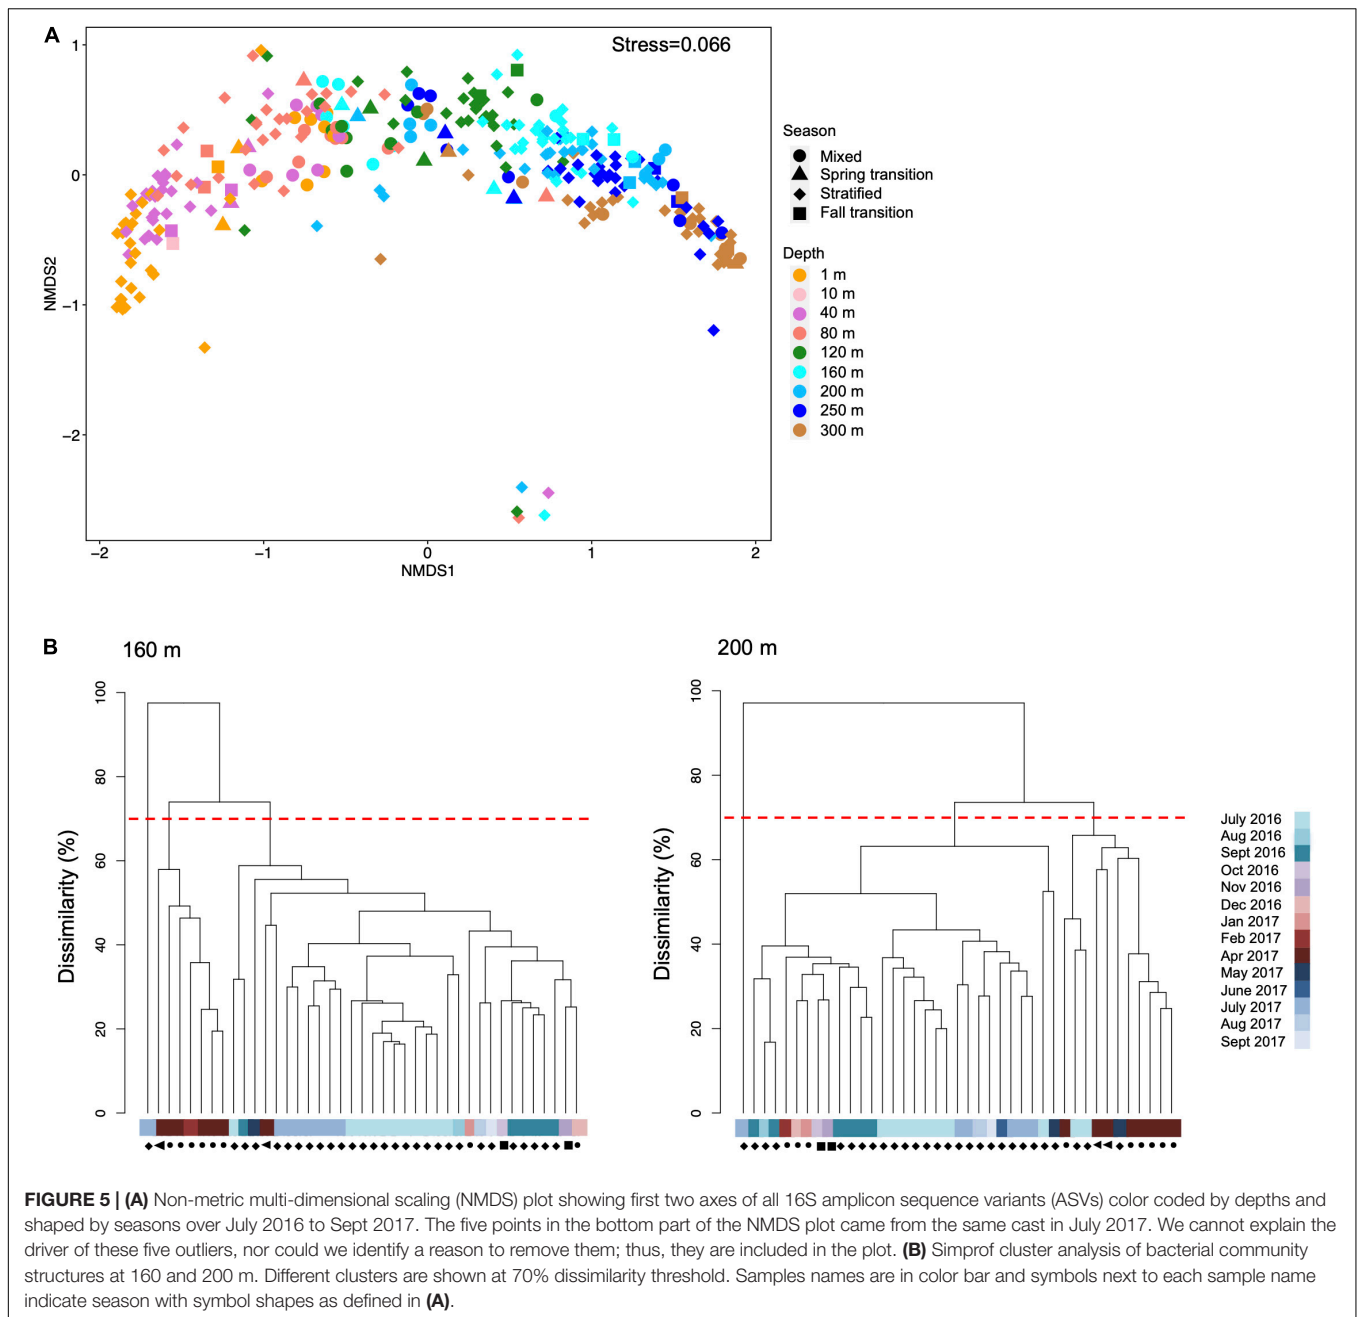 A
Stress=0.066
1
0
−1
−2
NMDS2
−2
−1
0
1
2
NMDS1
Season
Mixed
Spring transition
Stratified
Fall transition
Depth
1 m
10 m
40 m
80 m
120 m
160 m
200 m
250 m
300 m
B
160 m
100
80
60
40
20
0
Dissimilarity (%)
200 m
100
80
60
40
20
0
Dissimilarity (%)
July 2016
Aug 2016
Sept 2016
Oct 2016
Nov 2016
Dec 2016
Jan 2017
Feb 2017
Apr 2017
May 2017
June 2017
July 2017
Aug 2017
Sept 2017
FIGURE 5 | (A) Non-metric multi-dimensional scaling (NMDS) plot showing first two axes of all 16S amplicon sequence variants (ASVs) color coded by depths and
shaped by seasons over July 2016 to Sept 2017. The five points in the bottom part of the NMDS plot came from the same cast in July 2017. We cannot explain the
driver of these five outliers, nor could we identify a reason to remove them; thus, they are included in the plot. (B) Simprof cluster analysis of bacterial community
structures at 160 and 200 m. Different clusters are shown at 70% dissimilarity threshold. Samples names are in color bar and symbols next to each sample name
indicate season with symbol shapes as defined in (A).